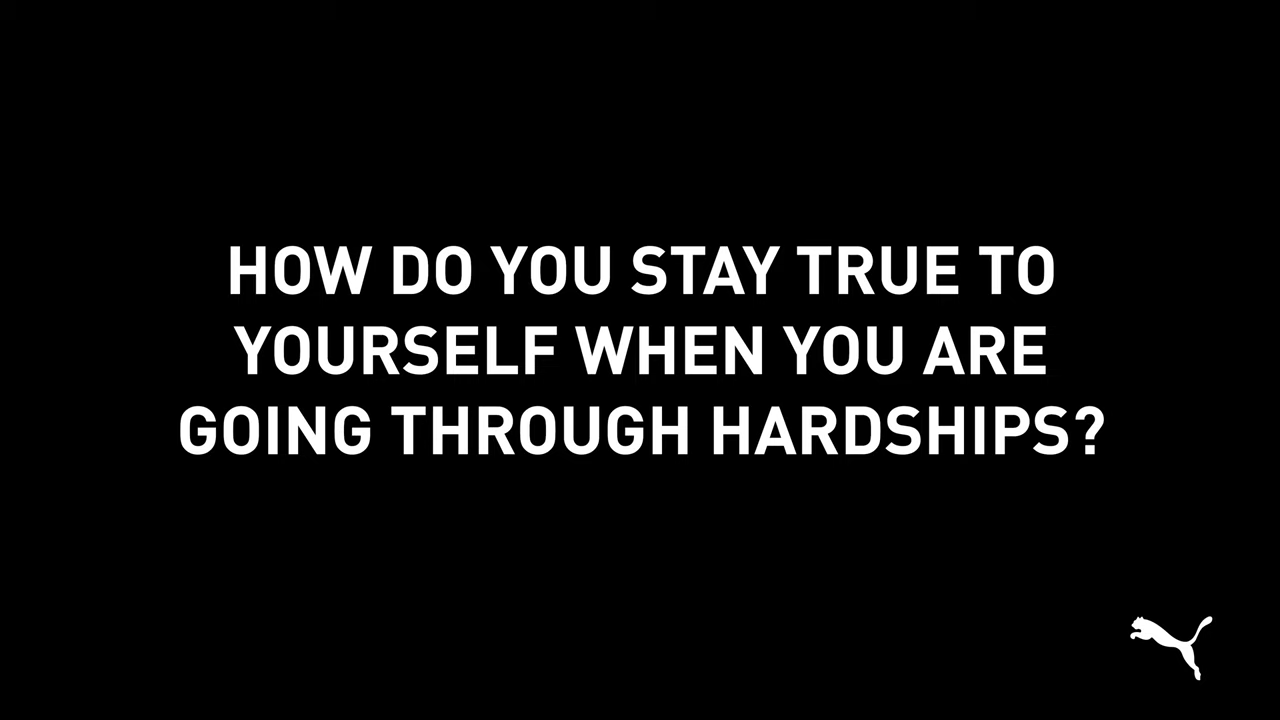 HOW DO YOU STAY TRUE TO
YOURSELF WHEN YOU ARE
GOING THROUGH HARDSHIPS?